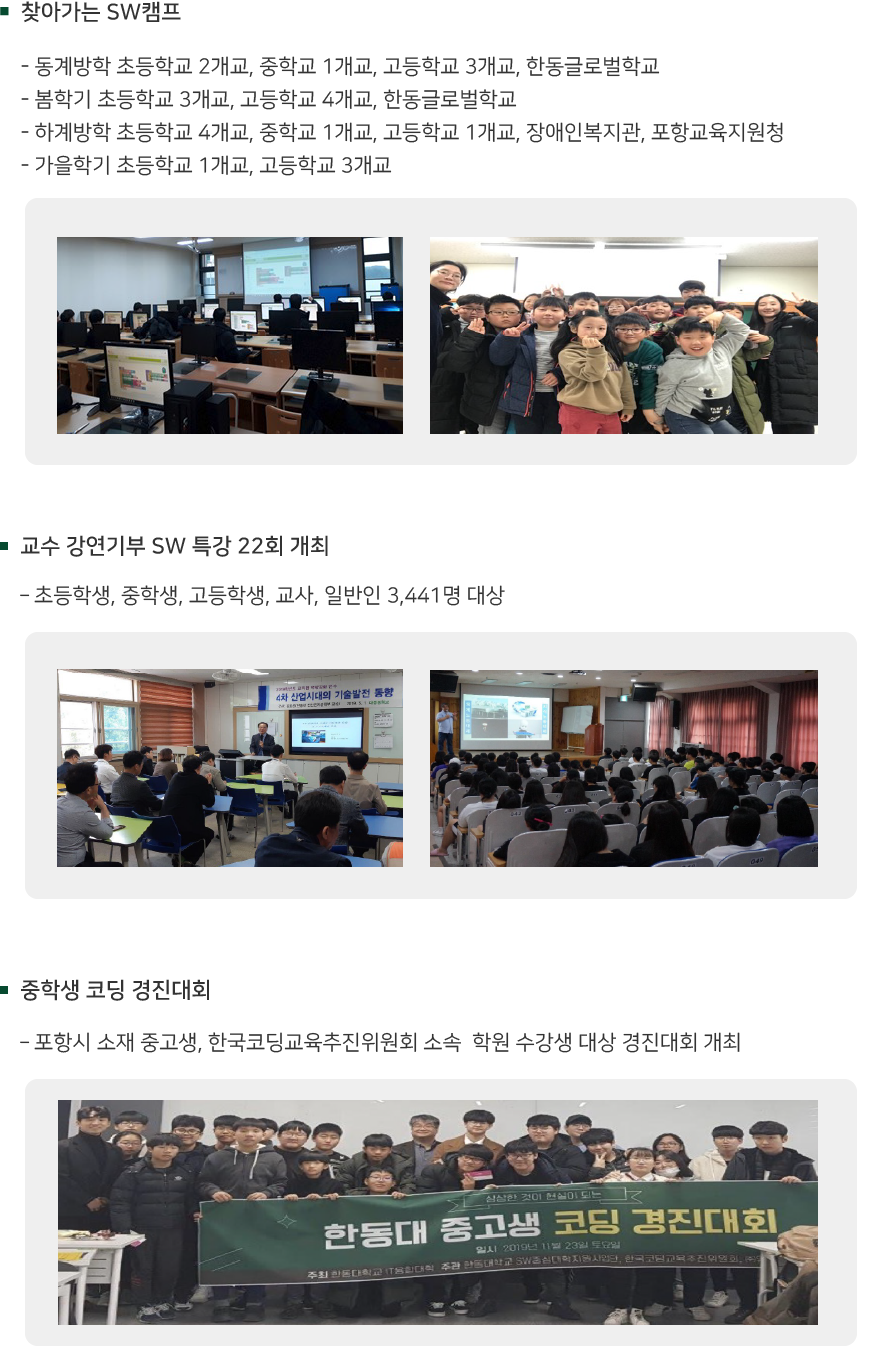 찾아가는 SW캠프
- 동계방학 초등학교 2개교, 중학교 1개교, 고등학교 3개교, 한동글로벌학교
- 봄학기 초등학교 3개교, 고등학교 4개교, 한동글로벌학교
- 하계방학 초등학교 4개교, 중학교 1개교, 고등학교 1개교, 장애인복지관, 포항교육지원청
- 가을학기 초등학교 1개교, 고등학교 3개교
교수 강연기부 SW 특강 22회 개최
– 초등학생, 중학생, 고등학생, 교사, 일반인 3,441명 대상
4차 산업시대의 기술발전 동향
중학생 코딩 경진대회
– 포항시 소재 중고생, 한국코딩교육추진위원회 소속 학원 수강생 대상 경진대회 개최
상상한 것이 현실이 되는
한동대 중고생 코딩 경진대회
일시 2019년 11월 23일 토요일
주최 한동대학교 IT융합대학 주관 한동대학교 SW중심대학지원사업단, 한국코딩교육추진위원회,